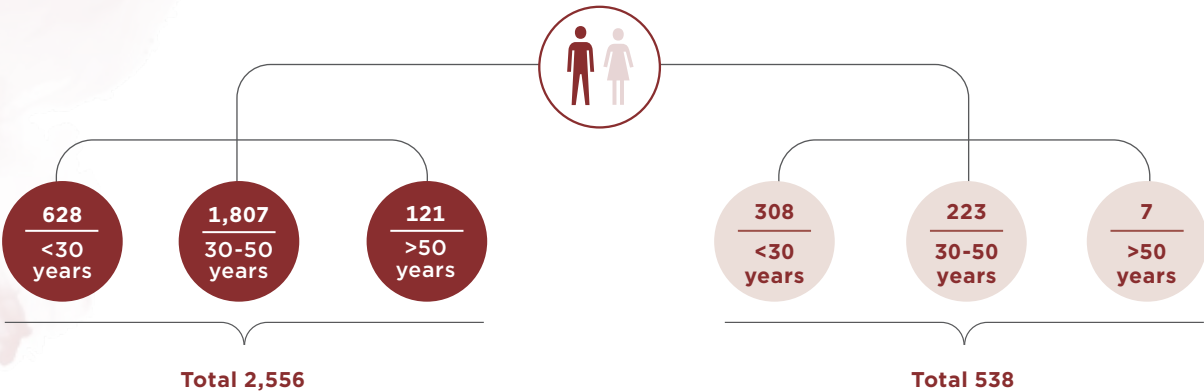 628
<30
years
1,807
30-50
years
121
>50
years
Total 2,556
308
<30
years
223
30-50
years
7
>50
years
Total 538